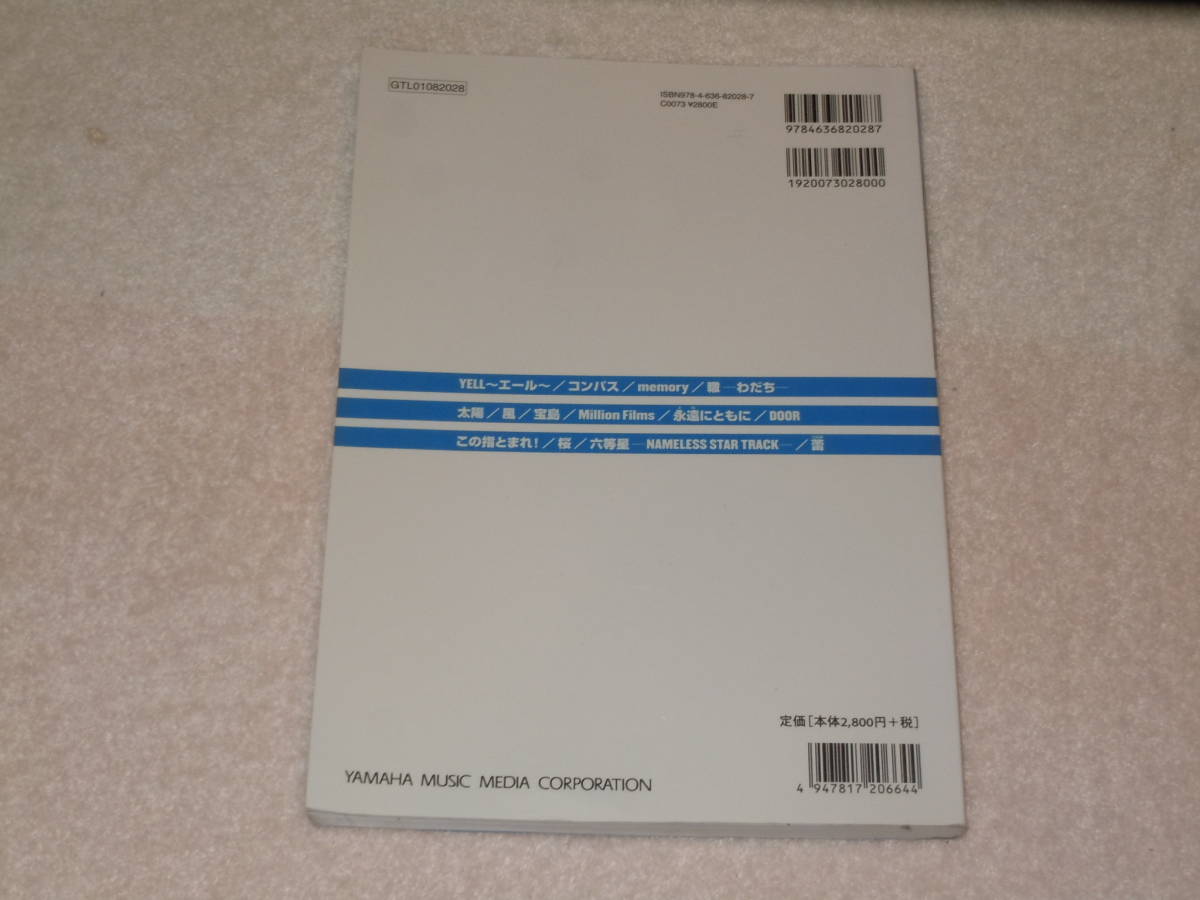 GTL01082028
ISBN978-4-636-82028-7
C0073 ¥2800E
9784636820287
1920073028000
YELL～エール～／コンパス／memory／轍―わだち―
太陽／風／宝島／Million Films／永遠にともに／DOOR
この指とまれ！／桜／六等星―NAMELESS STAR TRACK―／蕾
定価［本体2,800円＋税］
YAMAHA MUSIC MEDIA CORPORATION
4 947817 206644